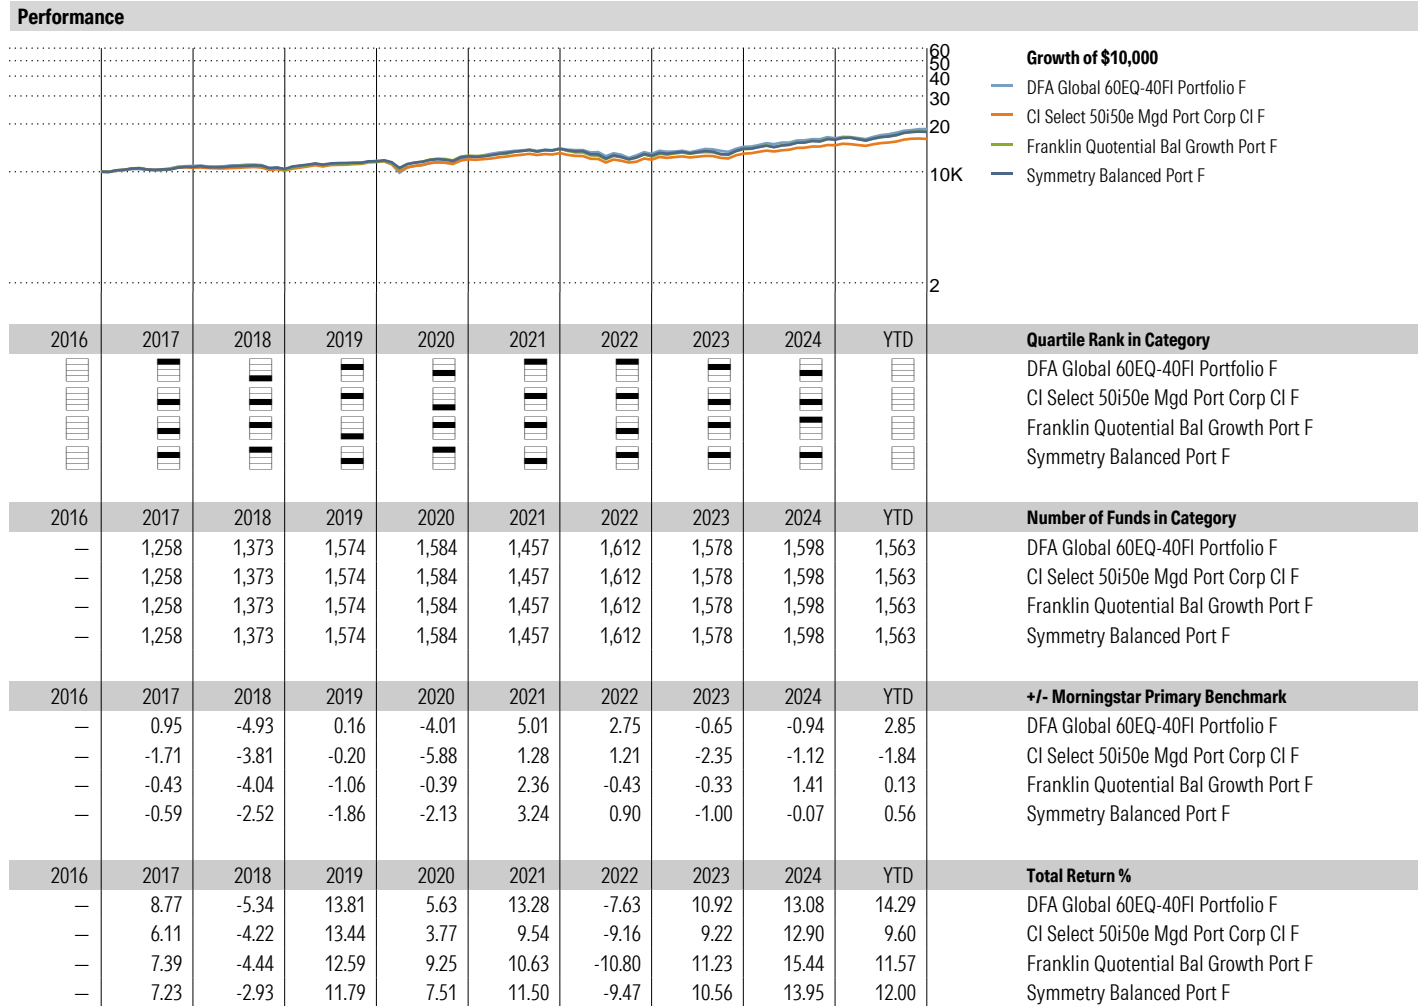 Performance
60
50
40
30
20
10K
2
Growth of $10,000
DFA Global 60EQ-40FI Portfolio F
CI Select 50i50e Mgd Port Corp Cl F
Franklin Quotential Bal Growth Port F
Symmetry Balanced Port F
2016 2017 2018 2019 2020 2021 2022 2023 2024 YTD Quartile Rank in Category
DFA Global 60EQ-40FI Portfolio F
CI Select 50i50e Mgd Port Corp Cl F
Franklin Quotential Bal Growth Port F
Symmetry Balanced Port F
2016 2017 2018 2019 2020 2021 2022 2023 2024 YTD Number of Funds in Category
— 1,258 1,373 1,574 1,584 1,457 1,612 1,578 1,598 1,563 DFA Global 60EQ-40FI Portfolio F
— 1,258 1,373 1,574 1,584 1,457 1,612 1,578 1,598 1,563 CI Select 50i50e Mgd Port Corp Cl F
— 1,258 1,373 1,574 1,584 1,457 1,612 1,578 1,598 1,563 Franklin Quotential Bal Growth Port F
— 1,258 1,373 1,574 1,584 1,457 1,612 1,578 1,598 1,563 Symmetry Balanced Port F
2016 2017 2018 2019 2020 2021 2022 2023 2024 YTD +/- Morningstar Primary Benchmark
— 0.95 -4.93 0.16 -4.01 5.01 2.75 -0.65 -0.94 2.85 DFA Global 60EQ-40FI Portfolio F
— -1.71 -3.81 -0.20 -5.88 1.28 1.21 -2.35 -1.12 -1.84 CI Select 50i50e Mgd Port Corp Cl F
— -0.43 -4.04 -1.06 -0.39 2.36 -0.43 -0.33 1.41 0.13 Franklin Quotential Bal Growth Port F
— -0.59 -2.52 -1.86 -2.13 3.24 0.90 -1.00 -0.07 0.56 Symmetry Balanced Port F
2016 2017 2018 2019 2020 2021 2022 2023 2024 YTD Total Return %
— 8.77 -5.34 13.81 5.63 13.28 -7.63 10.92 13.08 14.29 DFA Global 60EQ-40FI Portfolio F
— 6.11 -4.22 13.44 3.77 9.54 -9.16 9.22 12.90 9.60 CI Select 50i50e Mgd Port Corp Cl F
— 7.39 -4.44 12.59 9.25 10.63 -10.80 11.23 15.44 11.57 Franklin Quotential Bal Growth Port F
— 7.23 -2.93 11.79 7.51 11.50 -9.47 10.56 13.95 12.00 Symmetry Balanced Port F